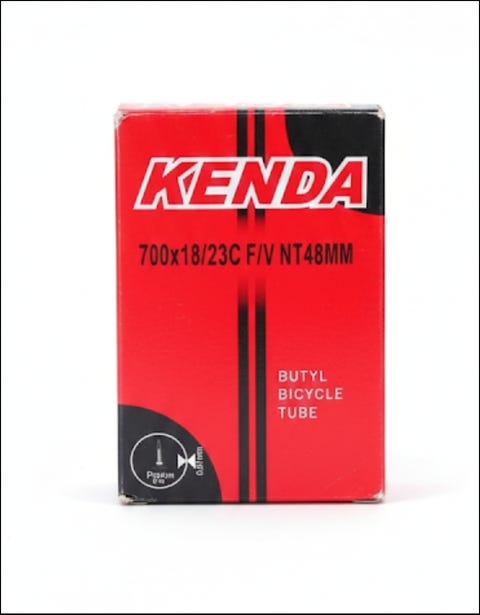 KENDA
700x18/23C F/V NT48MM
BUTYL
BICYCLE
TUBE